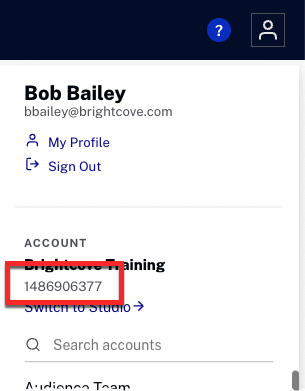 ?
Bob Bailey
bbailey@brightcove.com
My Profile
Sign Out
ACCOUNT
Brightcove Training
1486906377
Switch to Studio
Search accounts
Audience Team